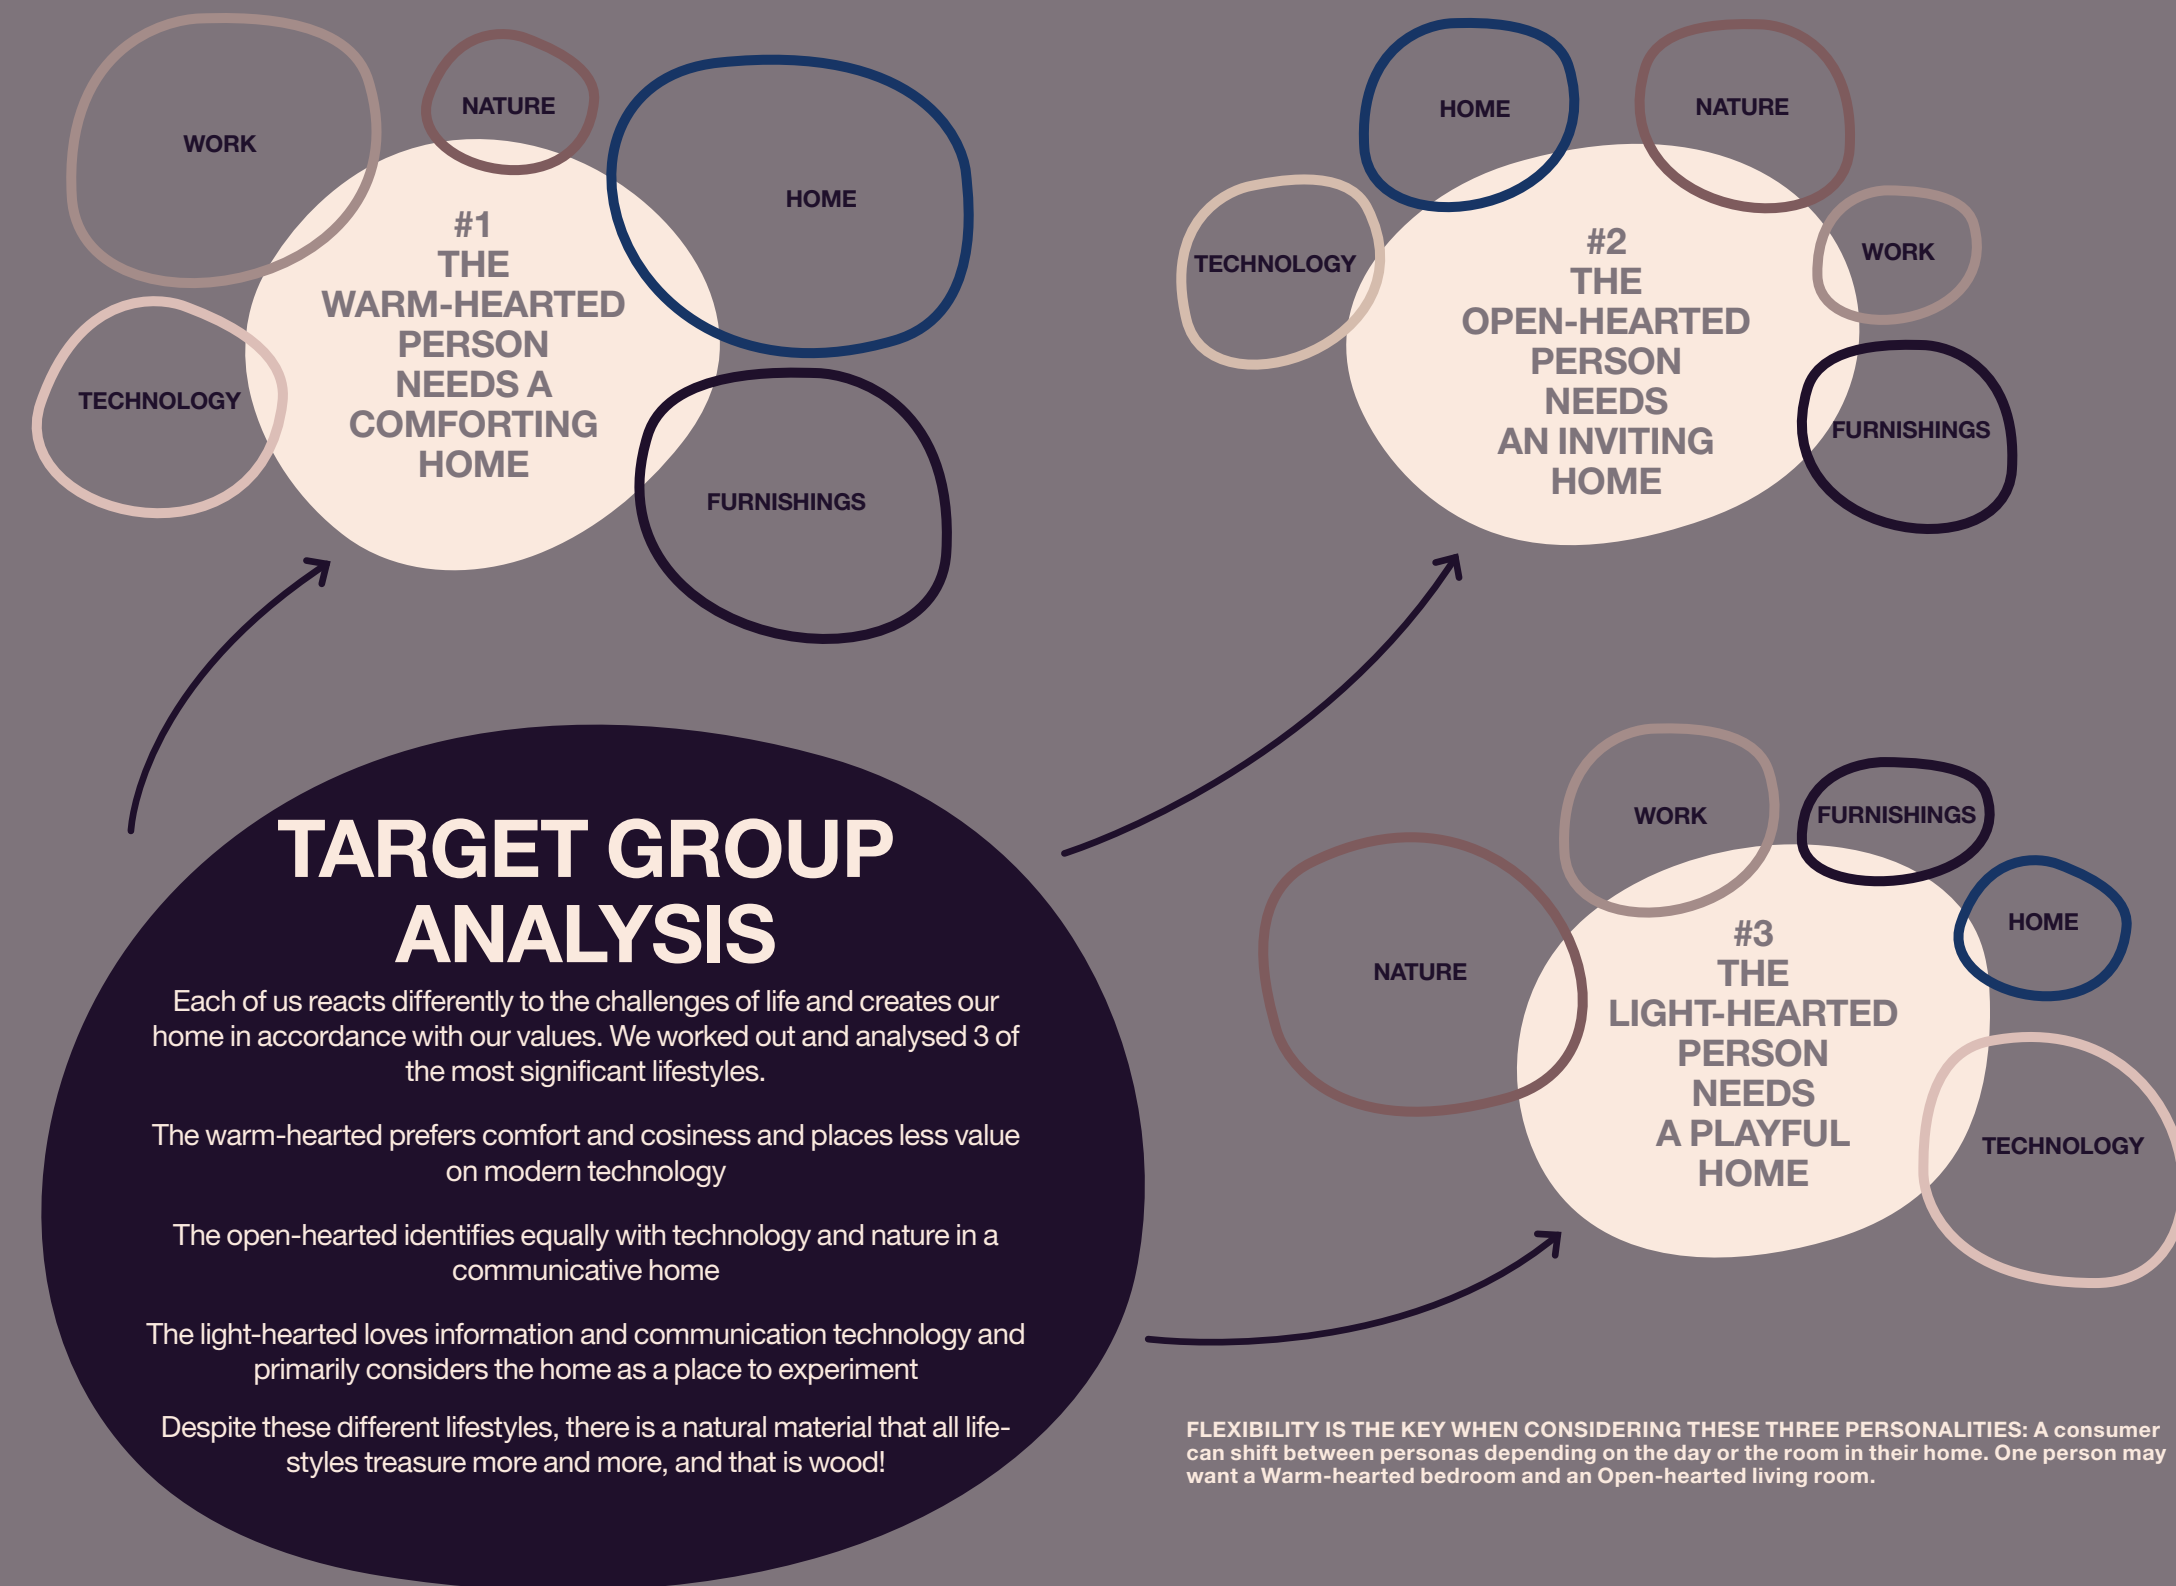 WORK
NATURE
HOME
TECHNOLOGY
FURNISHINGS
#1
THE
WARM-HEARTED
PERSON
NEEDS A
COMFORTING
HOME
HOME
NATURE
TECHNOLOGY
WORK
FURNISHINGS
#2
THE
OPEN-HEARTED
PERSON
NEEDS
AN INVITING
HOME
TARGET GROUP
ANALYSIS
Each of us reacts differently to the challenges of life and creates our
home in accordance with our values. We worked out and analysed 3 of
the most significant lifestyles.
The warm-hearted prefers comfort and cosiness and places less value
on modern technology
The open-hearted identifies equally with technology and nature in a
communicative home
The light-hearted loves information and communication technology and
primarily considers the home as a place to experiment
Despite these different lifestyles, there is a natural material that all life-
styles treasure more and more, and that is wood!
WORK
FURNISHINGS
HOME
NATURE
TECHNOLOGY
#3
THE
LIGHT-HEARTED
PERSON
NEEDS
A PLAYFUL
HOME
FLEXIBILITY IS THE KEY WHEN CONSIDERING THESE THREE PERSONALITIES: A consumer
can shift between personas depending on the day or the room in their home. One person may
want a Warm-hearted bedroom and an Open-hearted living room.